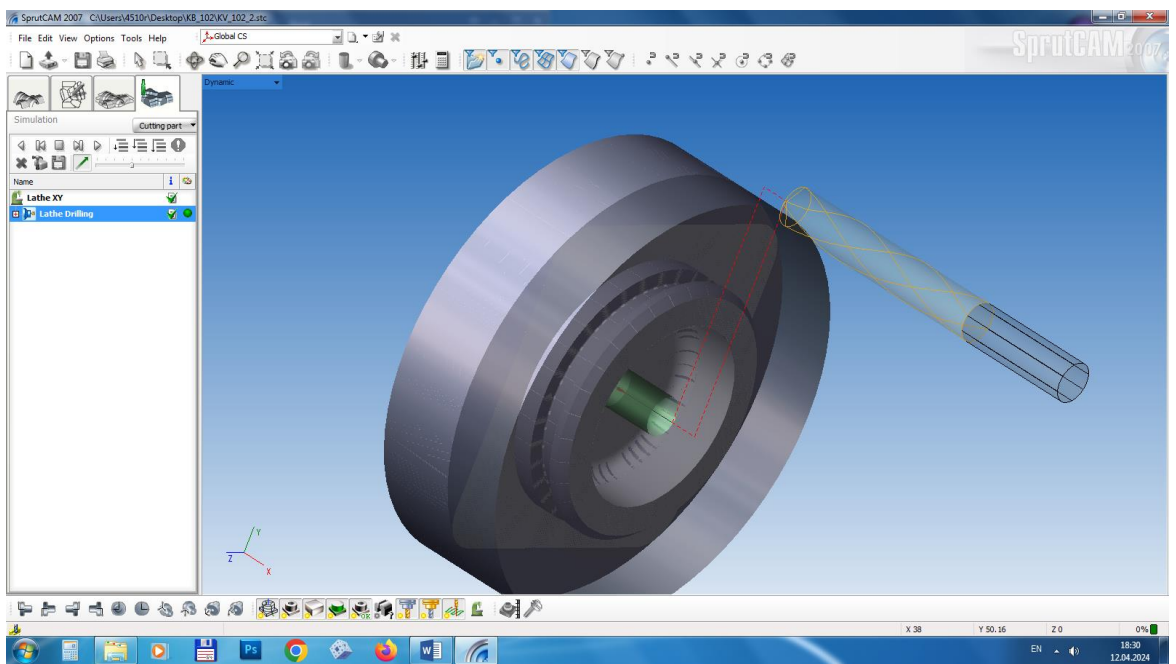 SprutCAM 2007 C:\Users\4510r\Desktop\KB_102\KV_102_2.stc
File Edit View Options Tools Help
Global CS
SprutCAM 2007
Dynamic
Simulation
Cutting part
Name
Lathe XY
Lathe Drilling
Y
Z
X
X 38 Y 50.16 Z 0 0%
EN 18:30
12.04.2024